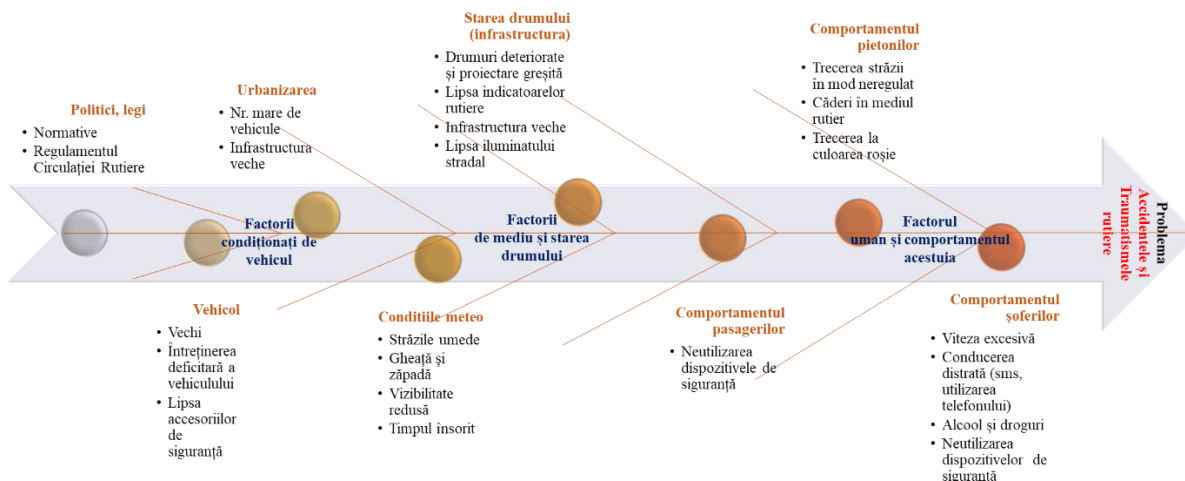 Politici, legi
• Normative
• Regulamentul
Circulației Rutiere
Urbanizarea
• Nr. mare de
vehicule
• Infrastructura
veche
Starea drumului
(infrastructura)
• Drumuri deteriorate
și proiectare greșită
• Lipsa indicatoarelor
rutiere
• Infrastructura veche
• Lipsa iluminatului
stradal
Comportamentul
pietonilor
• Trecerea străzii
în mod neregulat
• Căderi în mediul
rutier
• Trecerea la
culoarea roșie
Factorii
condiționați de
vehicul
Factorii
de mediu și starea
drumului
Factorul
uman și comportamentul
acestuia
Problema
Accidentele și
Traumatismele
rutiere
Vehicol
• Vechi
• Întreținerea
deficitară a
vehiculului
• Lipsa
accesoriilor
de
siguranță
Conditiile meteo
• Străzile umede
• Gheață și
zăpadă
• Vizibilitate
redusă
• Timpul însorit
Comportamentul
pasagerilor
• Neutilizarea
dispozitivele de
siguranță
Comportamentul
șoferilor
• Viteza excesivă
• Conducerea
distrată (sms,
utilizarea
telefonului)
• Alcool și droguri
• Neutilizarea
dispozitivelor de
siguranță